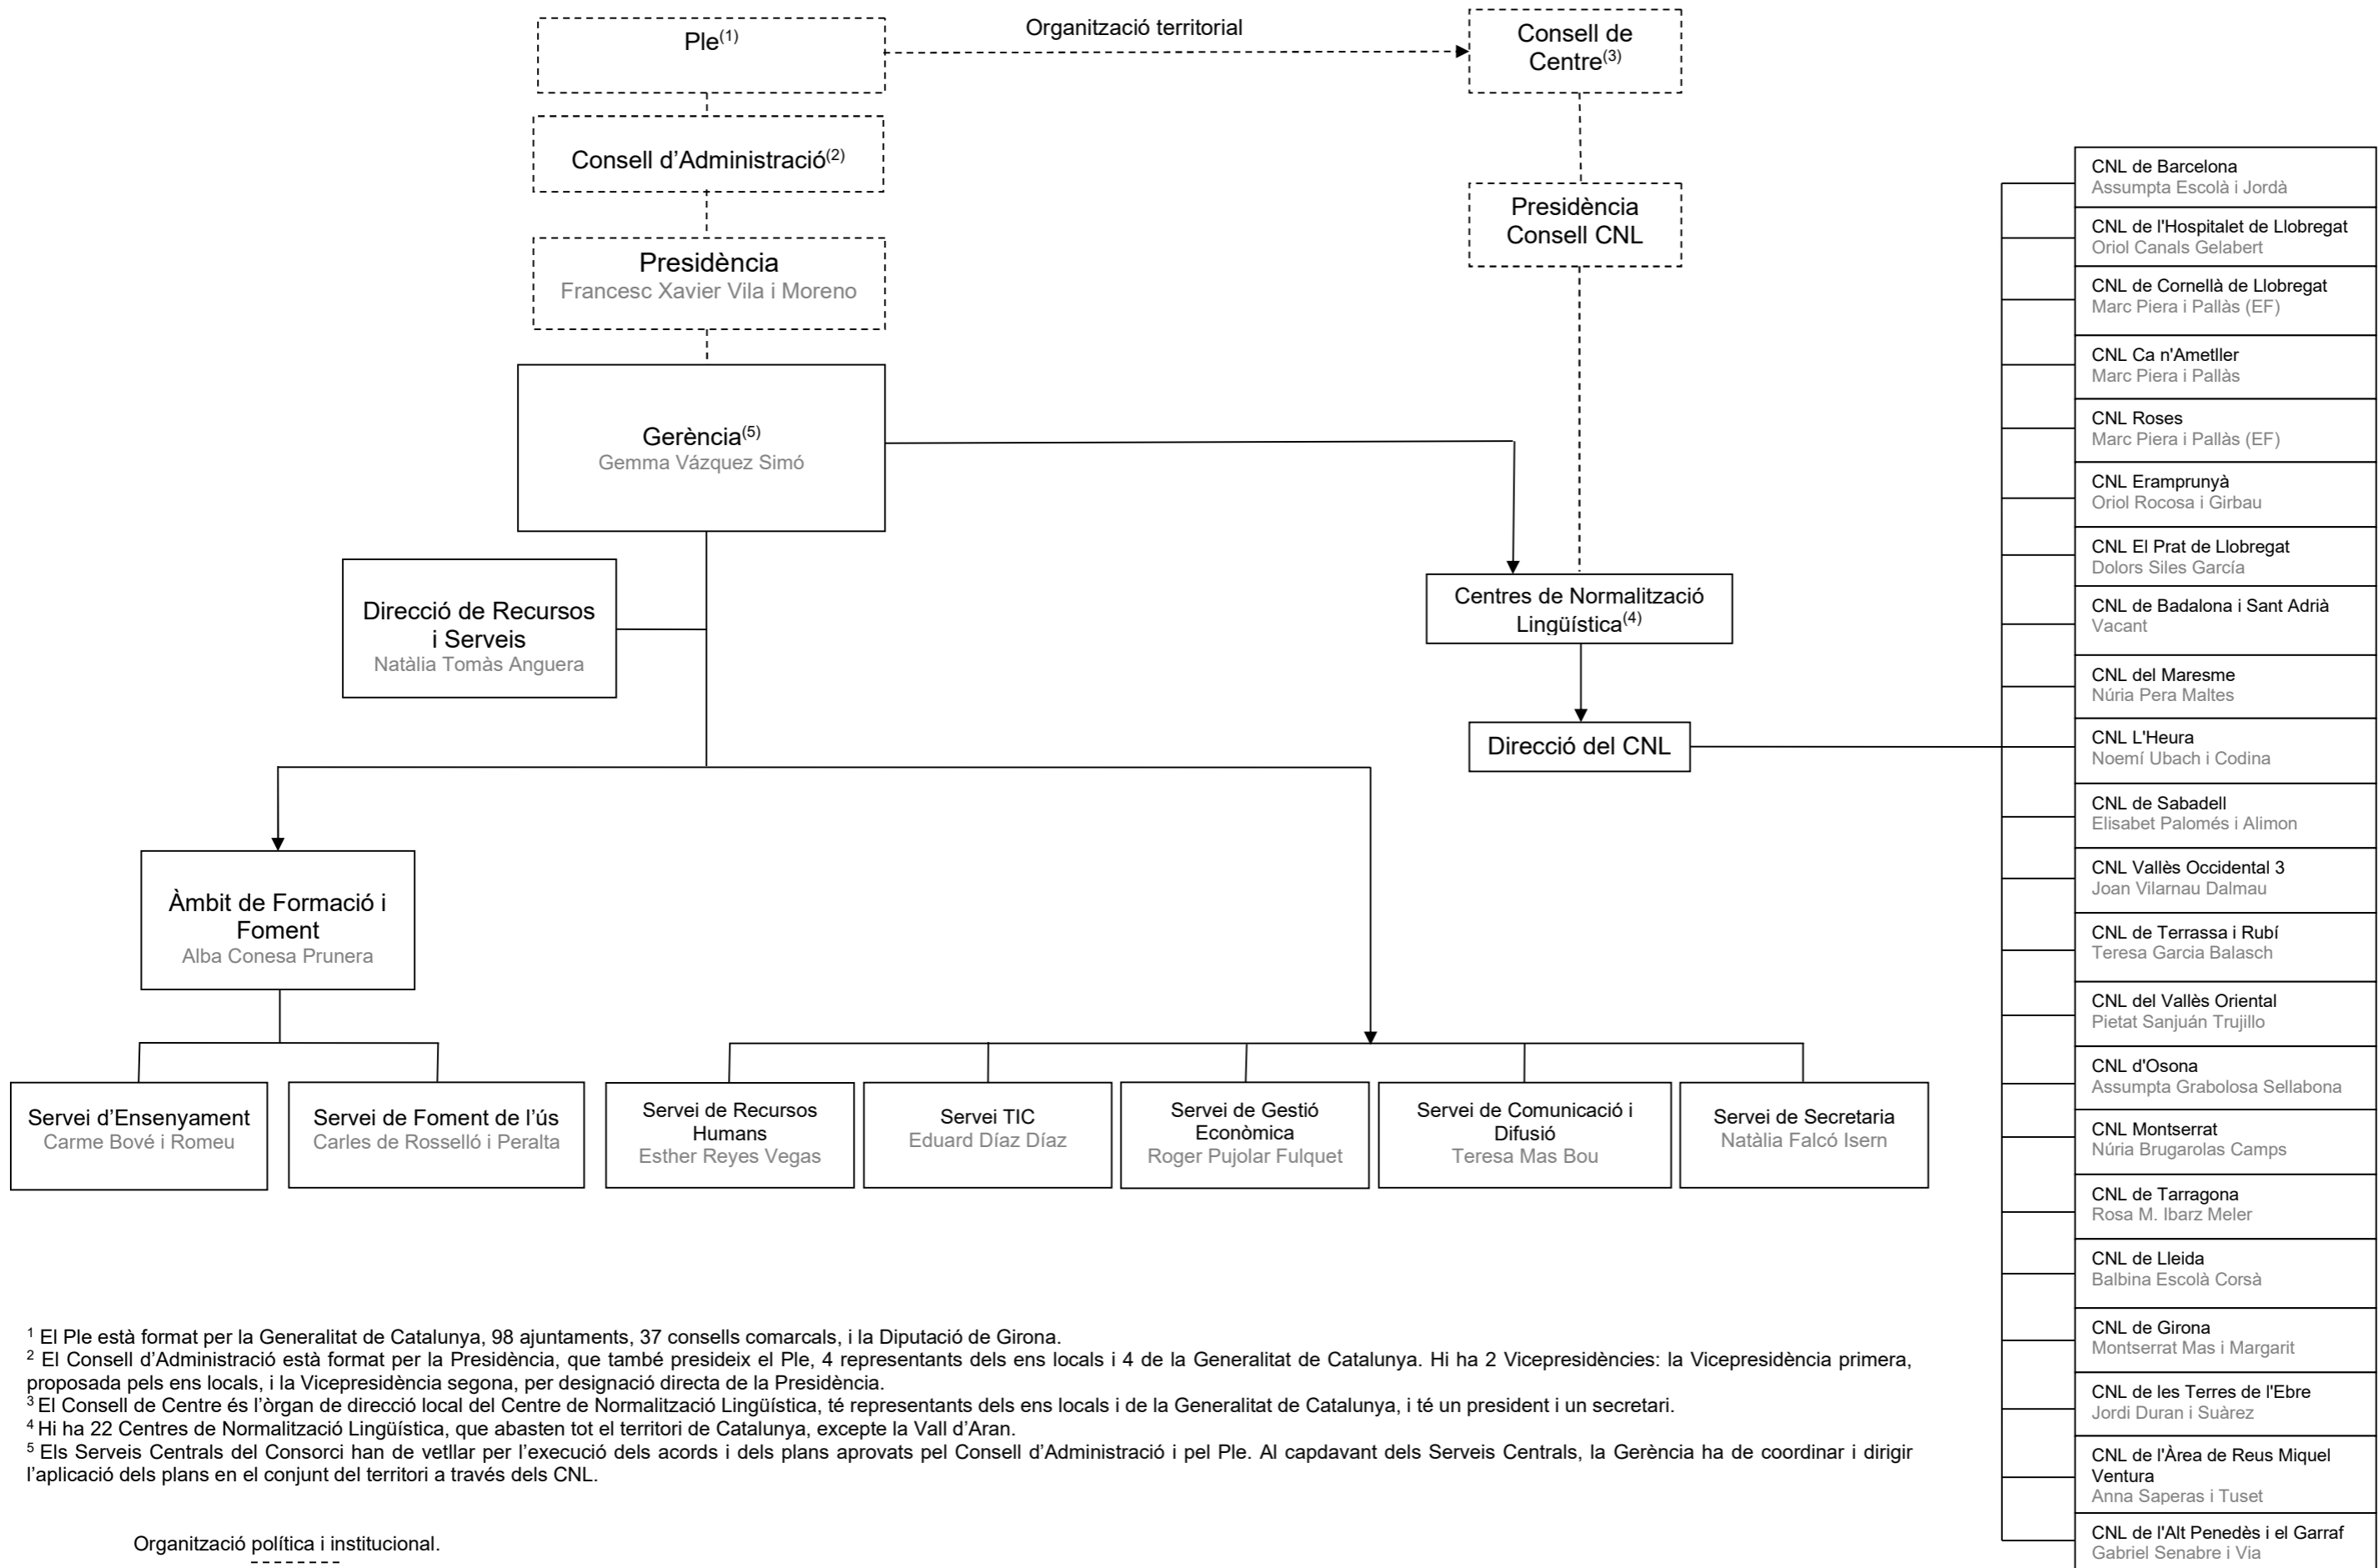 Ple(1)
Organització territorial
Consell de
Centre(3)
Consell d’Administració(2)
Presidència
Consell CNL
Presidència
Francesc Xavier Vila i Moreno
Gerència(5)
Gemma Vázquez Simó
Direcció de Recursos
i Serveis
Natàlia Tomàs Anguera
Centres de Normalització
Lingüística(4)
Direcció del CNL
Àmbit de Formació i
Foment
Alba Conesa Prunera
Servei d’Ensenyament
Carme Bové i Romeu
Servei de Foment de l’ús
Carles de Rosselló i Peralta
Servei de Recursos
Humans
Esther Reyes Vegas
Servei TIC
Eduard Díaz Díaz
Servei de Gestió
Econòmica
Roger Pujolar Fulquet
Servei de Comunicació i
Difusió
Teresa Mas Bou
Servei de Secretaria
Natàlia Falcó Isern
CNL de Barcelona
Assumpta Escolà i Jordà
CNL de l'Hospitalet de Llobregat
Oriol Canals Gelabert
CNL de Cornellà de Llobregat
Marc Piera i Pallàs (EF)
CNL Ca n'Ametller
Marc Piera i Pallàs
CNL Roses
Marc Piera i Pallàs (EF)
CNL Eramprunyà
Oriol Rocosa i Girbau
CNL El Prat de Llobregat
Dolors Siles García
CNL de Badalona i Sant Adrià
Vacant
CNL del Maresme
Núria Pera Maltes
CNL L'Heura
Noemí Ubach i Codina
CNL de Sabadell
Elisabet Palomés i Alimon
CNL Vallès Occidental 3
Joan Vilarnau Dalmau
CNL de Terrassa i Rubí
Teresa Garcia Balasch
CNL del Vallès Oriental
Pietat Sanjuán Trujillo
CNL d'Osona
Assumpta Grabolosa Sellabona
CNL Montserrat
Núria Brugarolas Camps
CNL de Tarragona
Rosa M. Ibarz Meler
CNL de Lleida
Balbina Escolà Corsà
CNL de Girona
Montserrat Mas i Margarit
CNL de les Terres de l'Ebre
Jordi Duran i Suàrez
CNL de l'Àrea de Reus Miquel
Ventura
Anna Saperas i Tuset
CNL de l'Alt Penedès i el Garraf
Gabriel Senabre i Via
1 El Ple està format per la Generalitat de Catalunya, 98 ajuntaments, 37 consells comarcals, i la Diputació de Girona.
2 El Consell d’Administració està format per la Presidència, que també presideix el Ple, 4 representants dels ens locals i 4 de la Generalitat de Catalunya. Hi ha 2 Vicepresidències: la Vicepresidència primera,
proposada pels ens locals, i la Vicepresidència segona, per designació directa de la Presidència.
3 El Consell de Centre és l’òrgan de direcció local del Centre de Normalització Lingüística, té representants dels ens locals i de la Generalitat de Catalunya, i té un president i un secretari.
4 Hi ha 22 Centres de Normalització Lingüística, que abasten tot el territori de Catalunya, excepte la Vall d’Aran.
5 Els Serveis Centrals del Consorci han de vetllar per l’execució dels acords i dels plans aprovats pel Consell d’Administració i pel Ple. Al capdavant dels Serveis Centrals, la Gerència ha de coordinar i dirigir
l’aplicació dels plans en el conjunt del territori a través dels CNL.
Organització política i institucional.